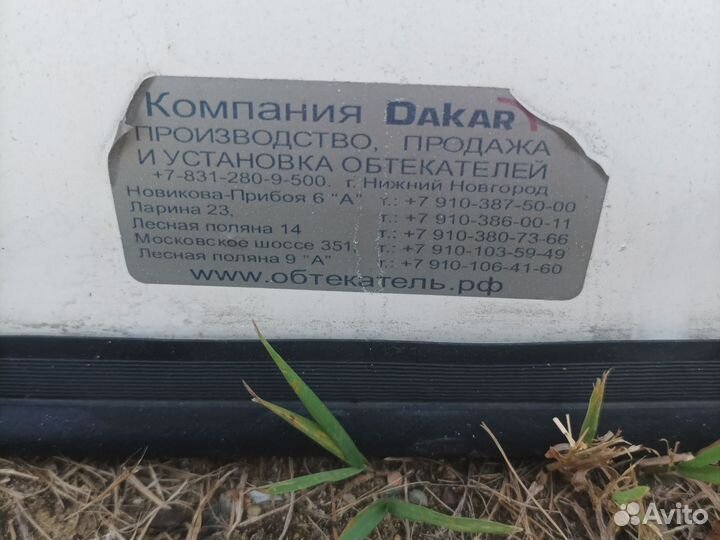 Компания DAKAR
ПРОИЗВОДСТВО, ПРОДАЖА
И УСТАНОВКА ОБТЕКАТЕЛЕЙ
+7-831-280-9-500. г. Нижний Новгород
Новикова-Прибоя 6 "А" т.: +7 910-387-50-00
Ларина 23, т.: +7 910-386-00-11
Лесная поляна 14 т.: +7 910-380-73-66
Московское шоссе 351 т.: +7 910-103-59-49
Лесная поляна 9 "А" т.: +7 910-106-41-60
www.обтекатель.рф
Avito